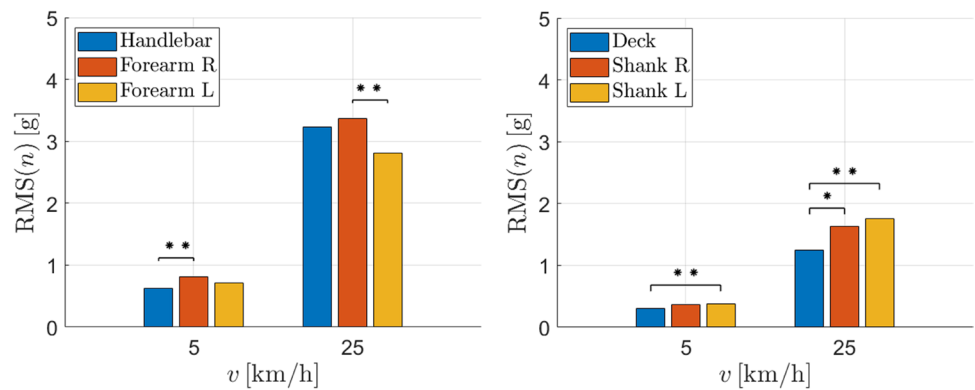 5
4
3
2
1
0
RMS(n) [g]
Handlebar
Forearm R
Forearm L
* *
* *
5
25
v [km/h]
5
4
3
2
1
0
RMS(n) [g]
Deck
Shank R
Shank L
* *
* *
*
5
25
v [km/h]